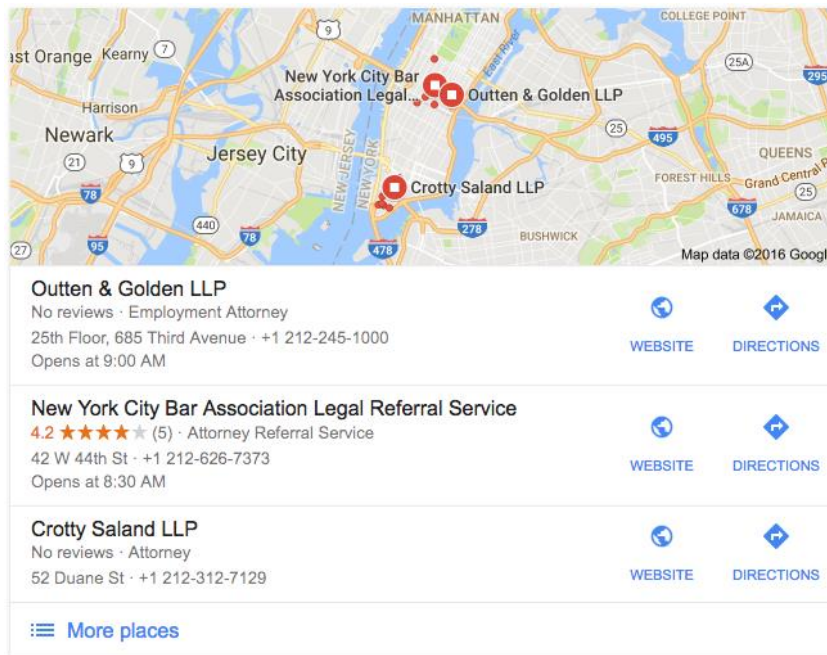 MANHATTAN
COLLEGE POINT
9
East River
ast Orange
Kearny
7
25A
295
New York City Bar
Association Legal...
Outten & Golden LLP
Harrison
Newark
25
495
21
9
Jersey City
NEW JERSEY
NEW YORK
QUEENS
FOREST HILLS
Grand Central P
78
Crotty Saland LLP
25
678
JAMAICA
440
78
278
BUSHWICK
27
95
478
Map data ©2016 Googl
Outten & Golden LLP
No reviews · Employment Attorney
25th Floor, 685 Third Avenue · +1 212-245-1000
Opens at 9:00 AM
WEBSITE
DIRECTIONS
New York City Bar Association Legal Referral Service
4.2 ★★★★★ (5) · Attorney Referral Service
42 W 44th St · +1 212-626-7373
Opens at 8:30 AM
WEBSITE
DIRECTIONS
Crotty Saland LLP
No reviews · Attorney
52 Duane St · +1 212-312-7129
WEBSITE
DIRECTIONS
More places